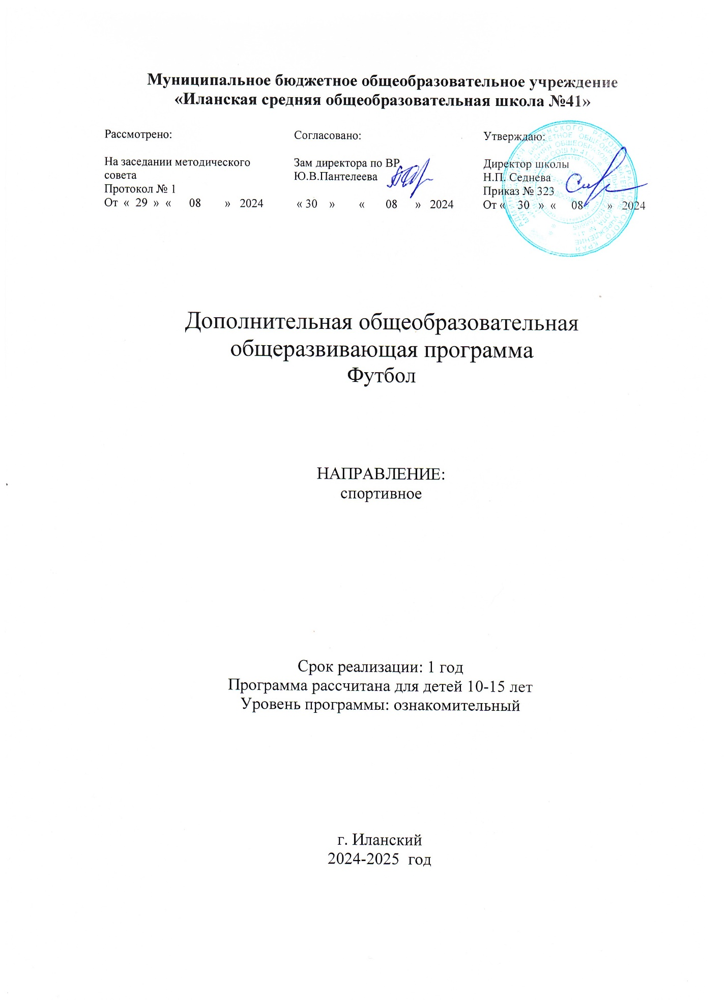 Муниципальное бюджетное общеобразовательное учреждение
«Иланская средняя общеобразовательная школа №41»
Рассмотрено:
На заседании методического
совета
Протокол № 1
От « 29 » « 08 » 2024
Согласовано:
Зам директора по ВР
Ю.В.Пантелеева
« 30 » « 08 » 2024
Утверждаю:
Директор школы
Н.П. Седнева
Приказ № 323
От « 30 » « 08 » 2024
Дополнительная общеобразовательная
общеразвивающая программа
Футбол
НАПРАВЛЕНИЕ:
спортивное
Срок реализации: 1 год
Программа рассчитана для детей 10-15 лет
Уровень программы: ознакомительный
г. Иланский
2024-2025 год